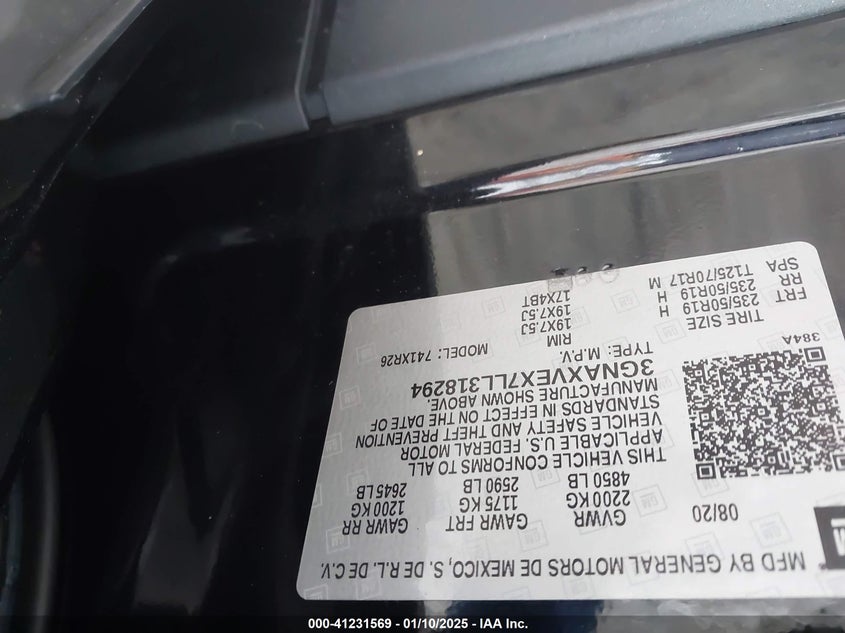 GM
MFD BY GENERAL MOTORS DE MEXICO, S. DE R.L. DE C.V.
08/20
GVWR GAWR FRT GAWR RR
2200 KG 1175 KG 1200 KG
4850 LB 2590 LB 2645 LB
THIS VEHICLE CONFORMS TO ALL
APPLICABLE U.S. FEDERAL MOTOR
VEHICLE SAFETY AND THEFT PREVENTION
STANDARDS IN EFFECT ON THE DATE OF
MANUFACTURE SHOWN ABOVE.
3GNAXVEX7LL318294
TYPE: M.P.V. MODEL: 741XR26
384A
TIRE SIZE RIM
FRT 235/50R19 H 19X7.5J
RR 235/50R19 H 19X7.5J
SPA T125/70R17 M 17X4BT
000-41231569 - 01/10/2025 - IAA Inc.